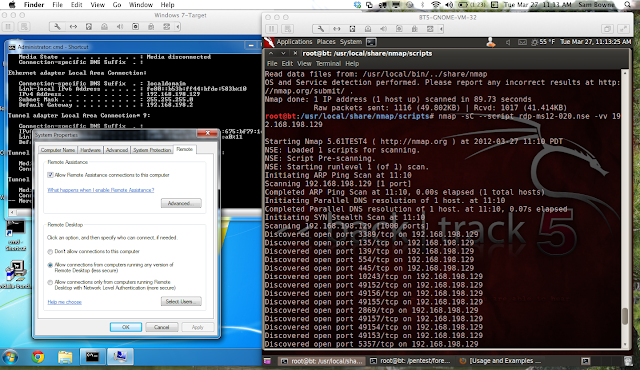 Finder File Edit View Go Window Help
(1:23) Tue Mar 27 11:13 AM Sam Bowne
Windows 7-Target
Administrator: cmd - Shortcut
Media State . . . . . . . . . . . : Media disconnected
Connection-specific DNS Suffix . :
Ethernet adapter Local Area Connection:
Connection-specific DNS Suffix . : localdomain
Link-local IPv6 Address . . . . . :
IPv4 Address. . . . . . . . . . . : 192.168.198.129
Subnet Mask . . . . . . . . . . . : 255.255.255.0
Default Gateway . . . . . . . . . : 192.168.198.2
Tunnel adapter Local Area Connection* 9:
System Properties
Computer Name Hardware Advanced System Protection Remote
Remote Assistance
Allow Remote Assistance connections to this computer
What happens when I enable Remote Assistance?
Advanced...
Remote Desktop
Click an option, and then specify who can connect, if needed.
Don't allow connections to this computer
Allow connections from computers running any version of
Remote Desktop (less secure)
Allow connections only from computers running Remote
Desktop with Network Level Authentication (more secure)
Help me choose
Select Users...
OK Cancel Apply
cmd -
Shortcut
BT5-GNOME-VM-32
Applications Places System
55 °F Tue Mar 27, 11:13:25 AM
root@bt: /usr/local/share/nmap/scripts
File Edit View Terminal Help
Read data files from: /usr/local/bin/../share/nmap
OS and Service detection performed. Please report any incorrect results at http:
//nmap.org/submit/ .
Nmap done: 1 IP address (1 host up) scanned in 89.73 seconds
Raw packets sent: 1116 (49.802KB) | Rcvd: 1017 (41.414KB)
root@bt:/usr/local/share/nmap/scripts# nmap -sC --script rdp-ms12-020.nse -vv 19
2.168.198.129
Starting Nmap 5.61TEST4 ( http://nmap.org ) at 2012-03-27 11:10 PDT
NSE: Loaded 1 scripts for scanning.
NSE: Script Pre-scanning.
NSE: Starting runlevel 1 (of 1) scan.
Initiating ARP Ping Scan at 11:10
Scanning 192.168.198.129 [1 port]
Completed ARP Ping Scan at 11:10, 0.00s elapsed (1 total hosts)
Initiating Parallel DNS resolution of 1 host. at 11:10
Completed Parallel DNS resolution of 1 host. at 11:10, 0.07s elapsed
Initiating SYN Stealth Scan at 11:10
Scanning 192.168.198.129 [1000 ports]
Discovered open port 3389/tcp on 192.168.198.129
Discovered open port 135/tcp on 192.168.198.129
Discovered open port 139/tcp on 192.168.198.129
Discovered open port 554/tcp on 192.168.198.129
Discovered open port 445/tcp on 192.168.198.129
Discovered open port 10243/tcp on 192.168.198.129
Discovered open port 49152/tcp on 192.168.198.129
Discovered open port 49156/tcp on 192.168.198.129
Discovered open port 49155/tcp on 192.168.198.129
Discovered open port 2869/tcp on 192.168.198.129
Discovered open port 49157/tcp on 192.168.198.129
Discovered open port 49154/tcp on 192.168.198.129
Discovered open port 49153/tcp on 192.168.198.129
Discovered open port 5357/tcp on 192.168.198.129
track 5
root@bt: /usr/local/sha... root@bt: /pentest/fore... [Usage and Examples ...